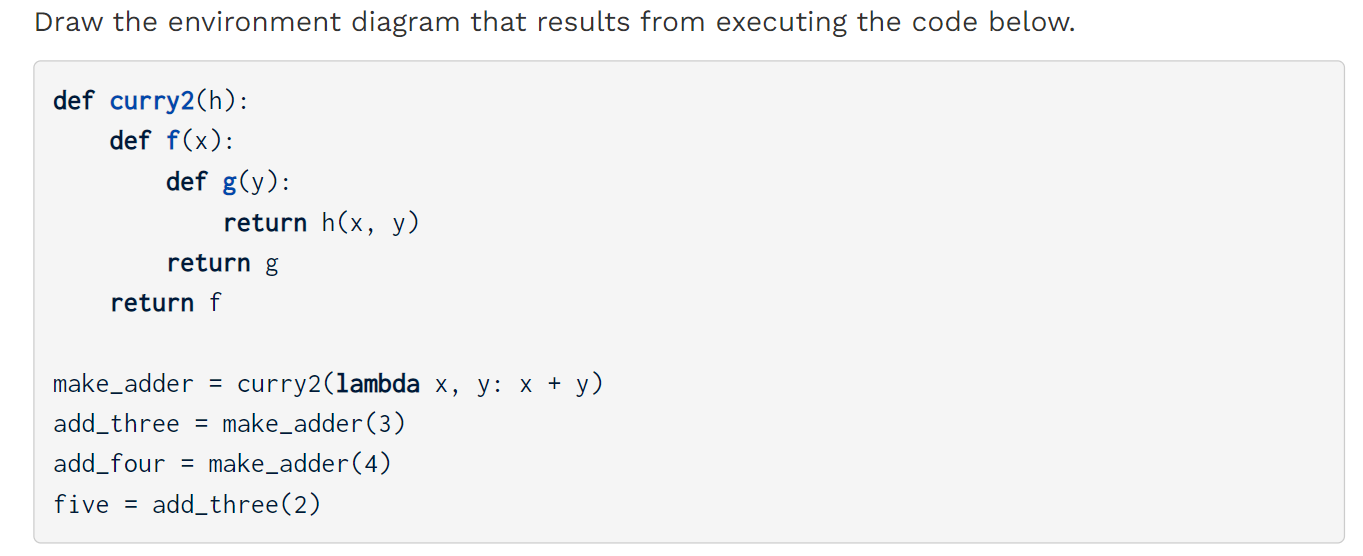 Draw the environment diagram that results from executing the code below.
def curry2(h):
    def f(x):
        def g(y):
            return h(x, y)
        return g
    return f
make_adder = curry2(lambda x, y: x + y)
add_three = make_adder(3)
add_four = make_adder(4)
five = add_three(2)